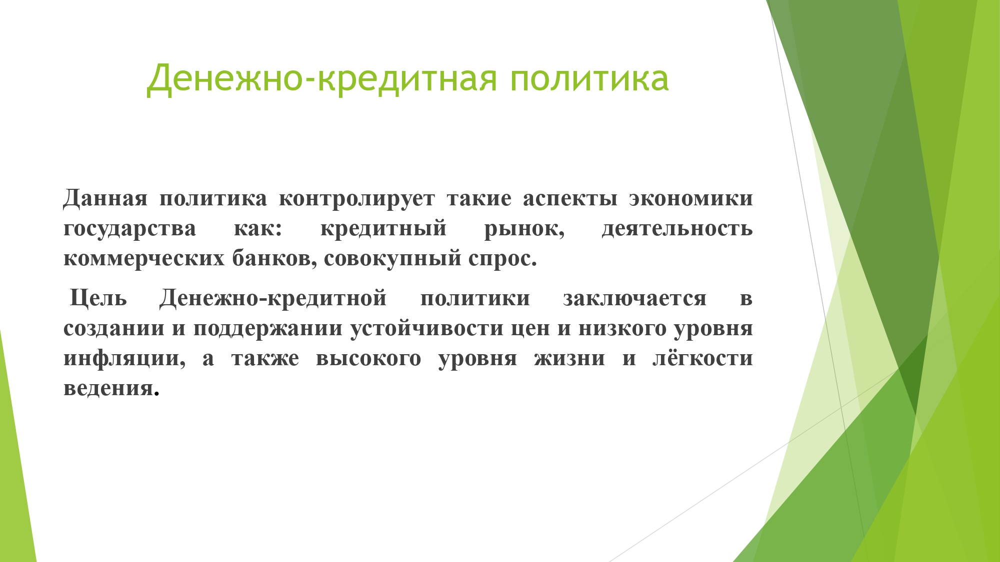 Денежно-кредитная политика
Данная политика контролирует такие аспекты экономики
государства как: кредитный рынок, деятельность
коммерческих банков, совокупный спрос.
Цель Денежно-кредитной политики заключается в
создании и поддержании устойчивости цен и низкого уровня
инфляции, а также высокого уровня жизни и лёгкости
ведения.